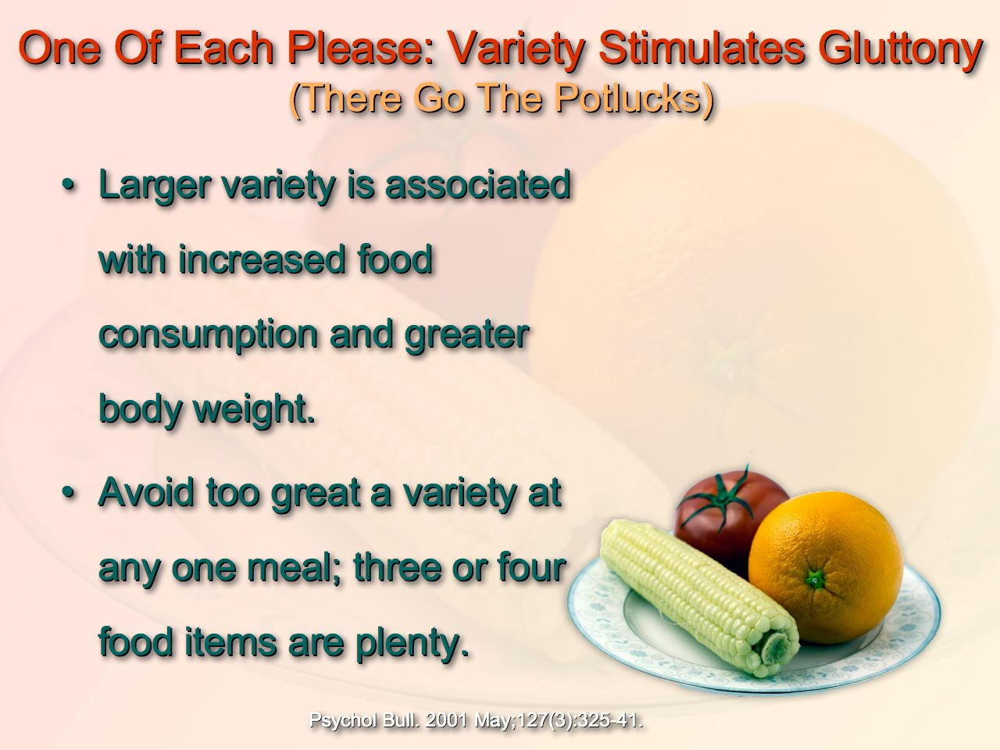 One Of Each Please: Variety Stimulates Gluttony
(There Go The Potlucks)
• Larger variety is associated
with increased food
consumption and greater
body weight.
• Avoid too great a variety at
any one meal; three or four
food items are plenty.
Psychol Bull. 2001 May;127(3):325-41.